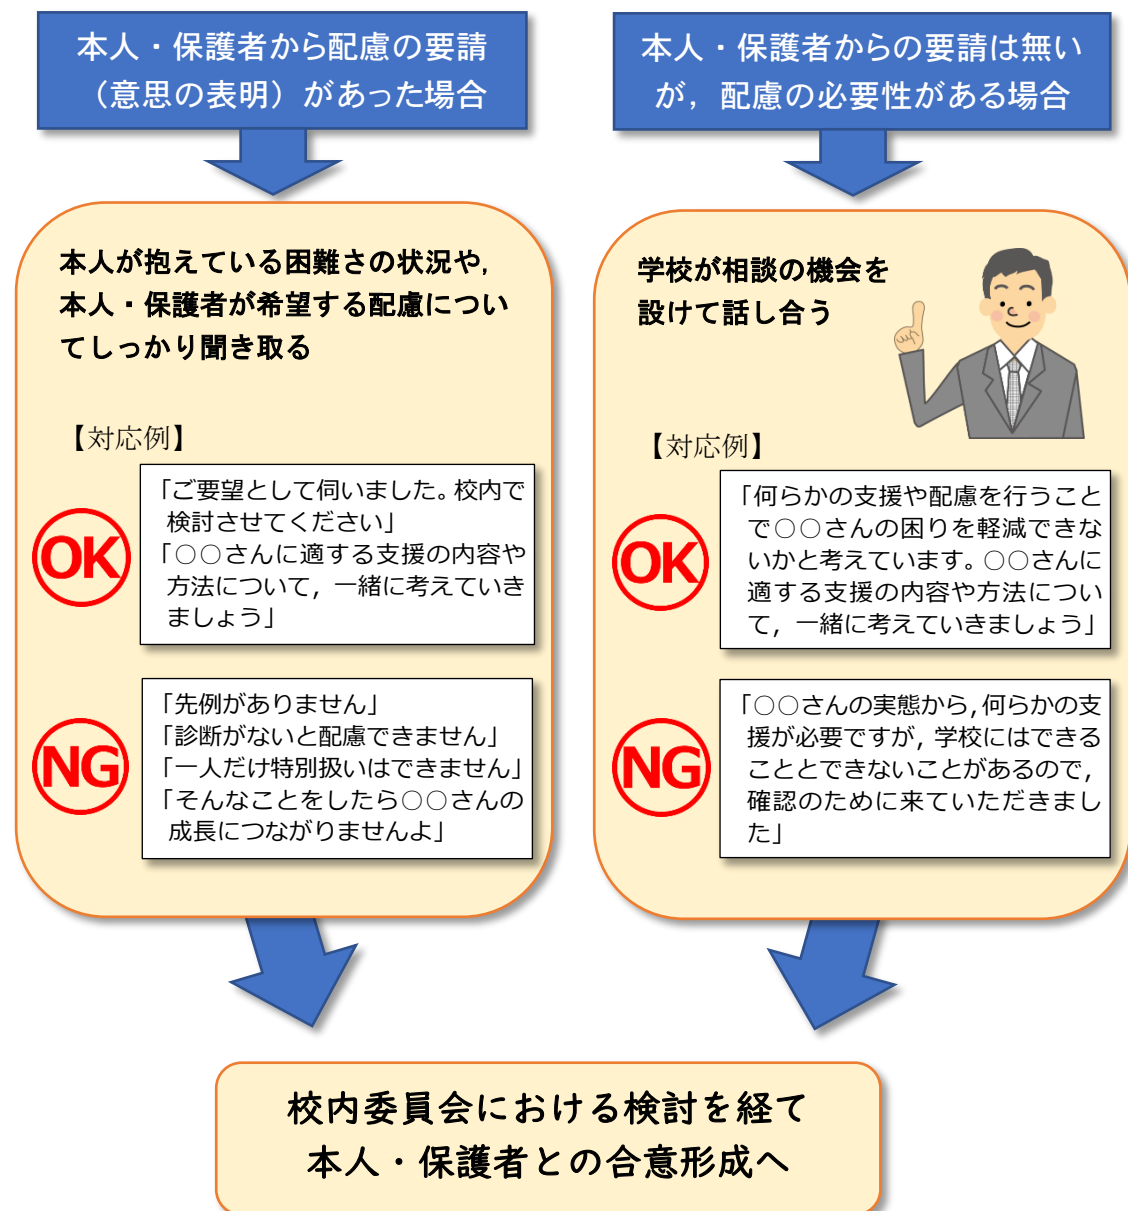 本人・保護者から配慮の要請
（意思の表明）があった場合
本人が抱えている困難さの状況や,
本人・保護者が希望する配慮につい
てしっかり聞き取る
【対応例】
OK
「ご要望として伺いました。校内で
検討させてください」
「○○さんに適する支援の内容や
方法について，一緒に考えていき
ましょう」
NG
「先例がありません」
「診断がないと配慮できません」
「一人だけ特別扱いはできません」
「そんなことをしたら○○さんの
成長につながりませんよ」
本人・保護者からの要請は無い
が，配慮の必要性がある場合
学校が相談の機会を
設けて話し合う
【対応例】
OK
「何らかの支援や配慮を行うこと
で○○さんの困りを軽減できな
いかと考えています。○○さんに
適する支援の内容や方法につい
て，一緒に考えていきましょう」
NG
「○○さんの実態から，何らかの支
援が必要ですが，学校にはできる
こととできないことがあるので，
確認のために来ていただきまし
た」
校内委員会における検討を経て
本人・保護者との合意形成へ